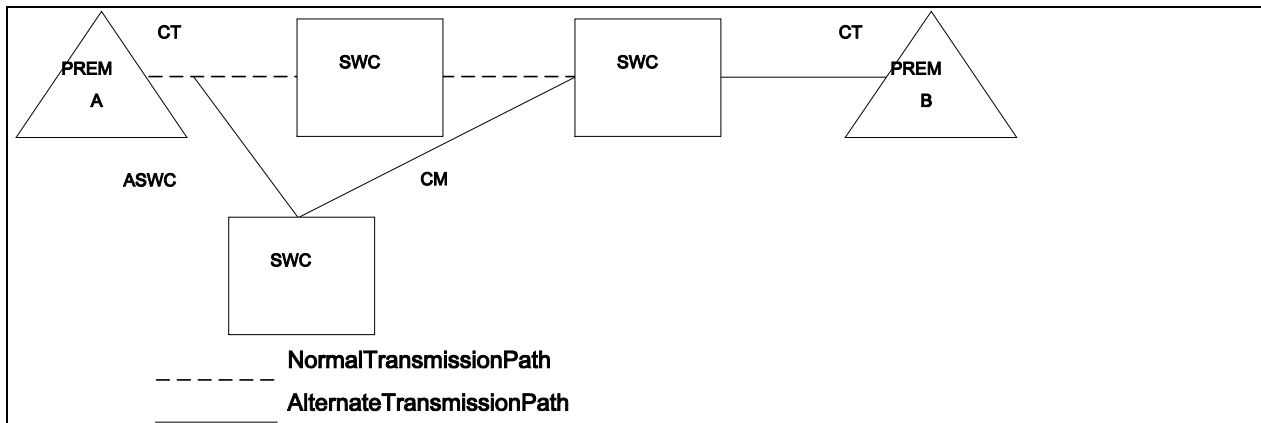 CT
CT
PREM
A
SWC
SWC
PREM
B
ASWC
CM
SWC
NormalTransmissionPath
AlternateTransmissionPath